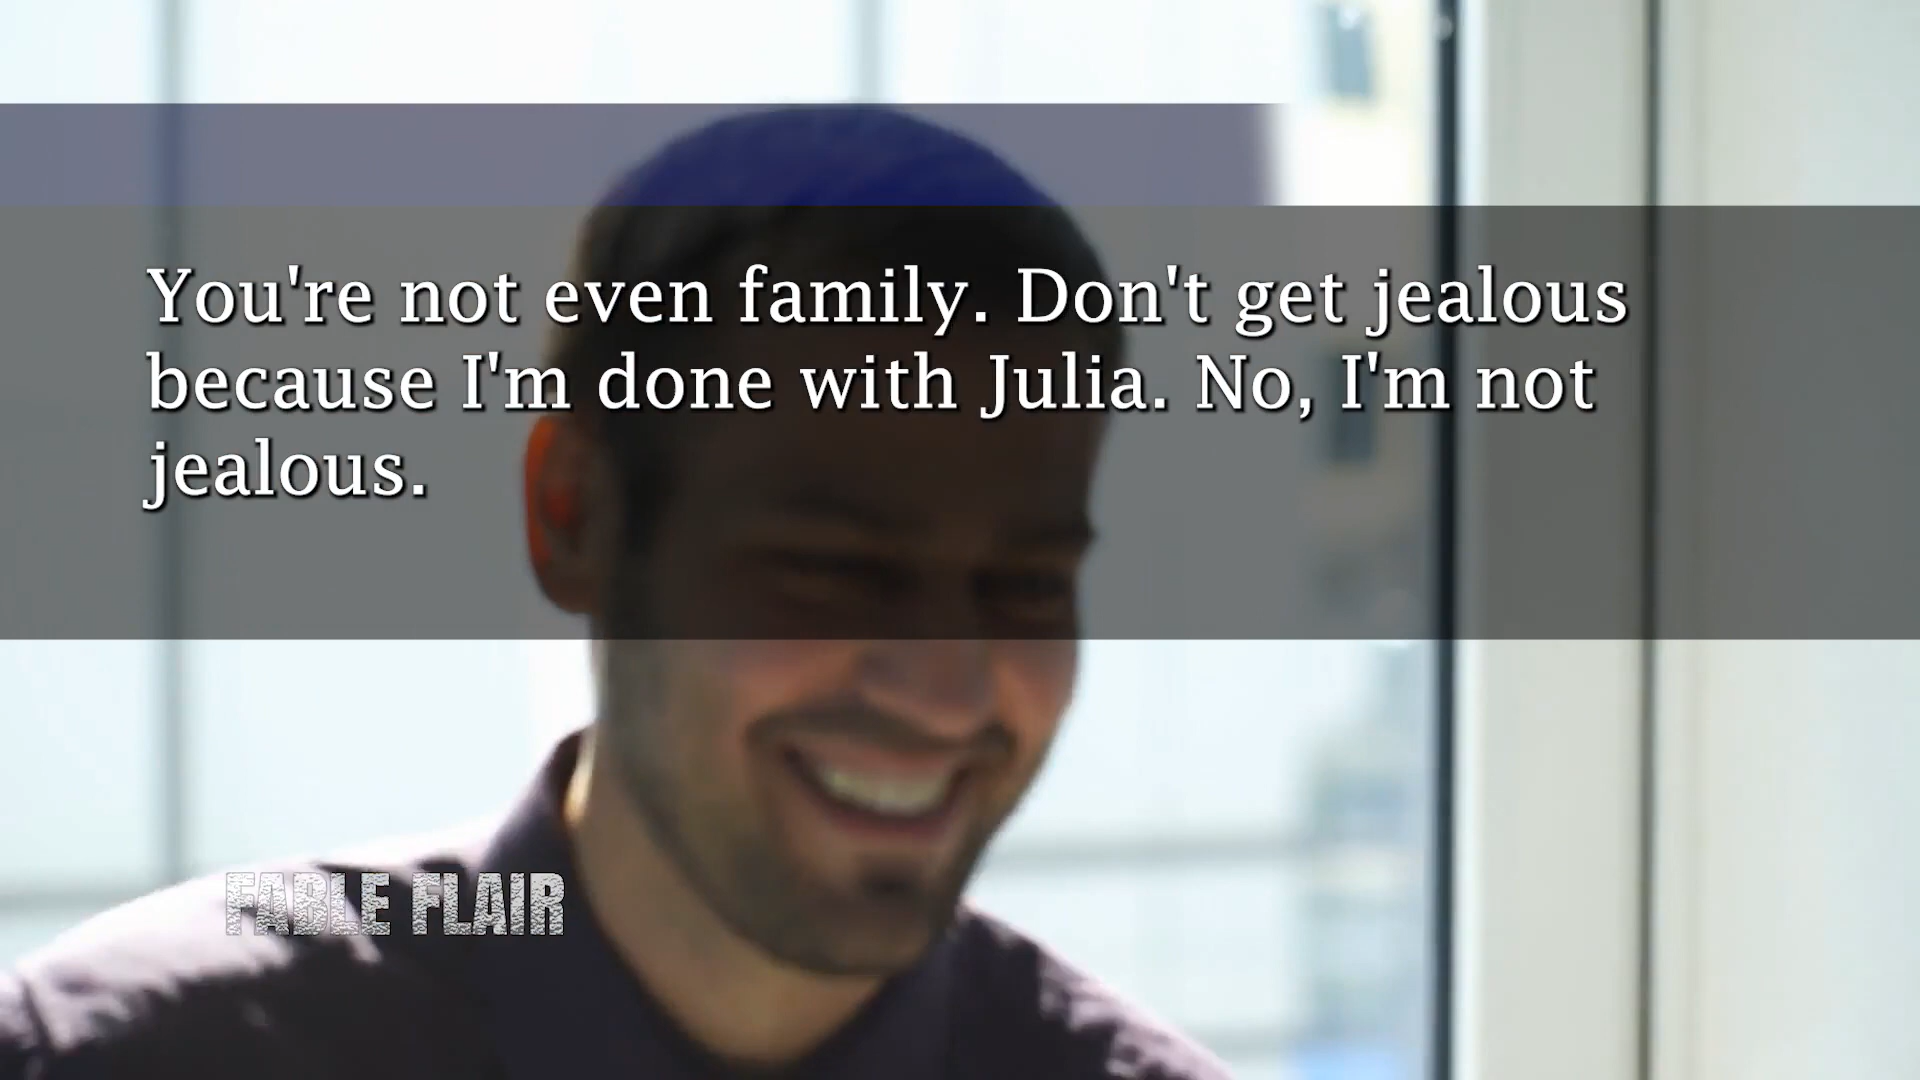 You're not even family. Don't get jealous
because I'm done with Julia. No, I'm not
jealous.
FABLE FLAIR